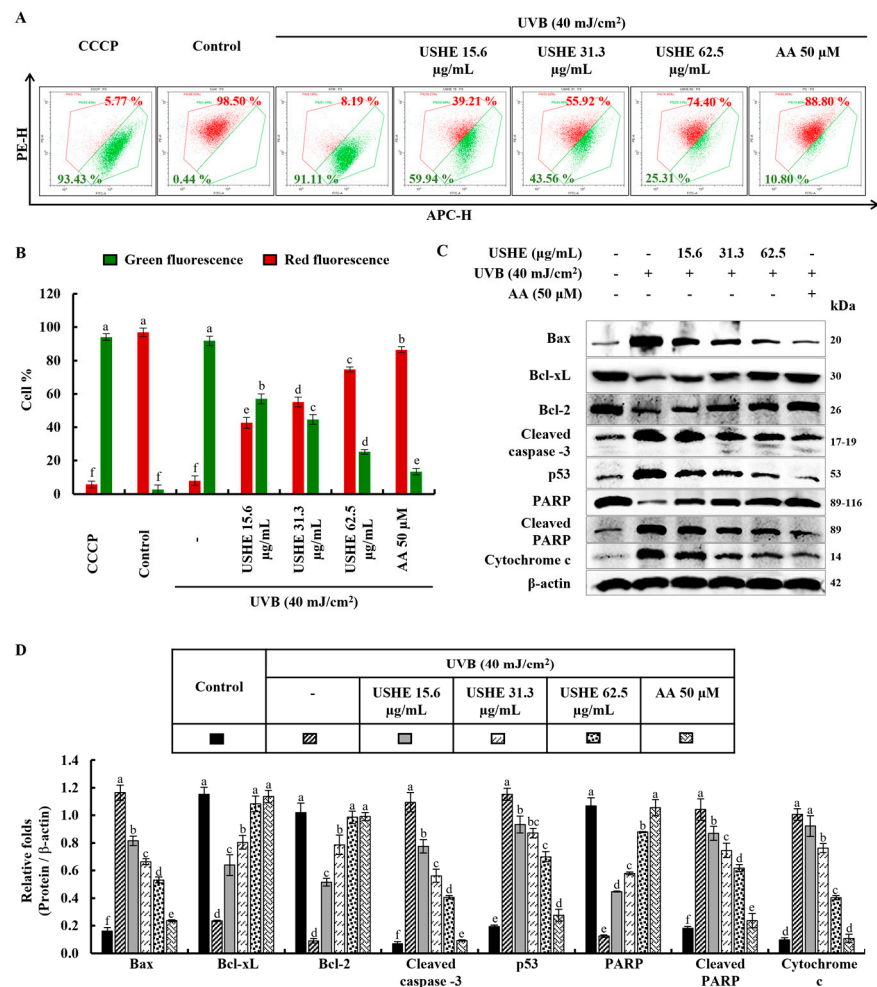 A
UVB (40 mJ/cm²)
CCCP
Control
USHE 15.6 µg/mL
USHE 31.3 µg/mL
USHE 62.5 µg/mL
AA 50 µM
PE-H
5.77 %
98.50 %
8.19 %
39.21 %
55.92 %
74.40 %
88.80 %
93.43 %
0.44 %
91.11 %
59.94 %
43.56 %
25.31 %
10.80 %
APC-H
B
Green fluorescence
Red fluorescence
Cell %
120
100
80
60
40
20
0
f a
a f
f a
e b
d c
c d
b e
CCCP
Control
-
USHE 15.6 µg/mL
USHE 31.3 µg/mL
USHE 62.5 µg/mL
AA 50 µM
UVB (40 mJ/cm²)
C
USHE (µg/mL) - - 15.6 31.3 62.5 -
UVB (40 mJ/cm²) - + + + + +
AA (50 µM) - - - - - +
kDa
Bax 20
Bcl-xL 30
Bcl-2 26
Cleaved
caspase -3 17-19
p53 53
PARP 89-116
Cleaved
PARP 89
Cytochrome c 14
β-actin 42
D
Control
UVB (40 mJ/cm²)
-
USHE 15.6 µg/mL
USHE 31.3 µg/mL
USHE 62.5 µg/mL
AA 50 µM
Relative folds
(Protein / β-actin)
1.4
1.2
1.0
0.8
0.6
0.4
0.2
0.0
f a b c d e
a d c b a a
a d c b a a
f a b c d e
e a b bc c d
a e d c b a
f a b c d e
d a a b c d
Bax
Bcl-xL
Bcl-2
Cleaved
caspase -3
p53
PARP
Cleaved
PARP
Cytochrome
c